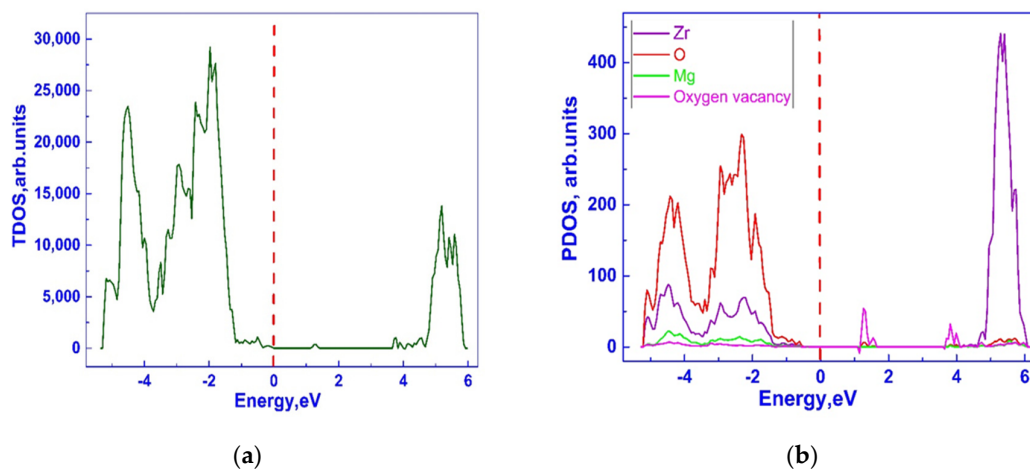 30,000
25,000
20,000
15,000
10,000
5,000
0
TDOS,arb.units
-4
-2
0
2
4
6
Energy,eV
(a)
Zr
O
Mg
Oxygen vacancy
400
300
200
100
0
PDOS, arb.units
-4
-2
0
2
4
6
Energy,eV
(b)